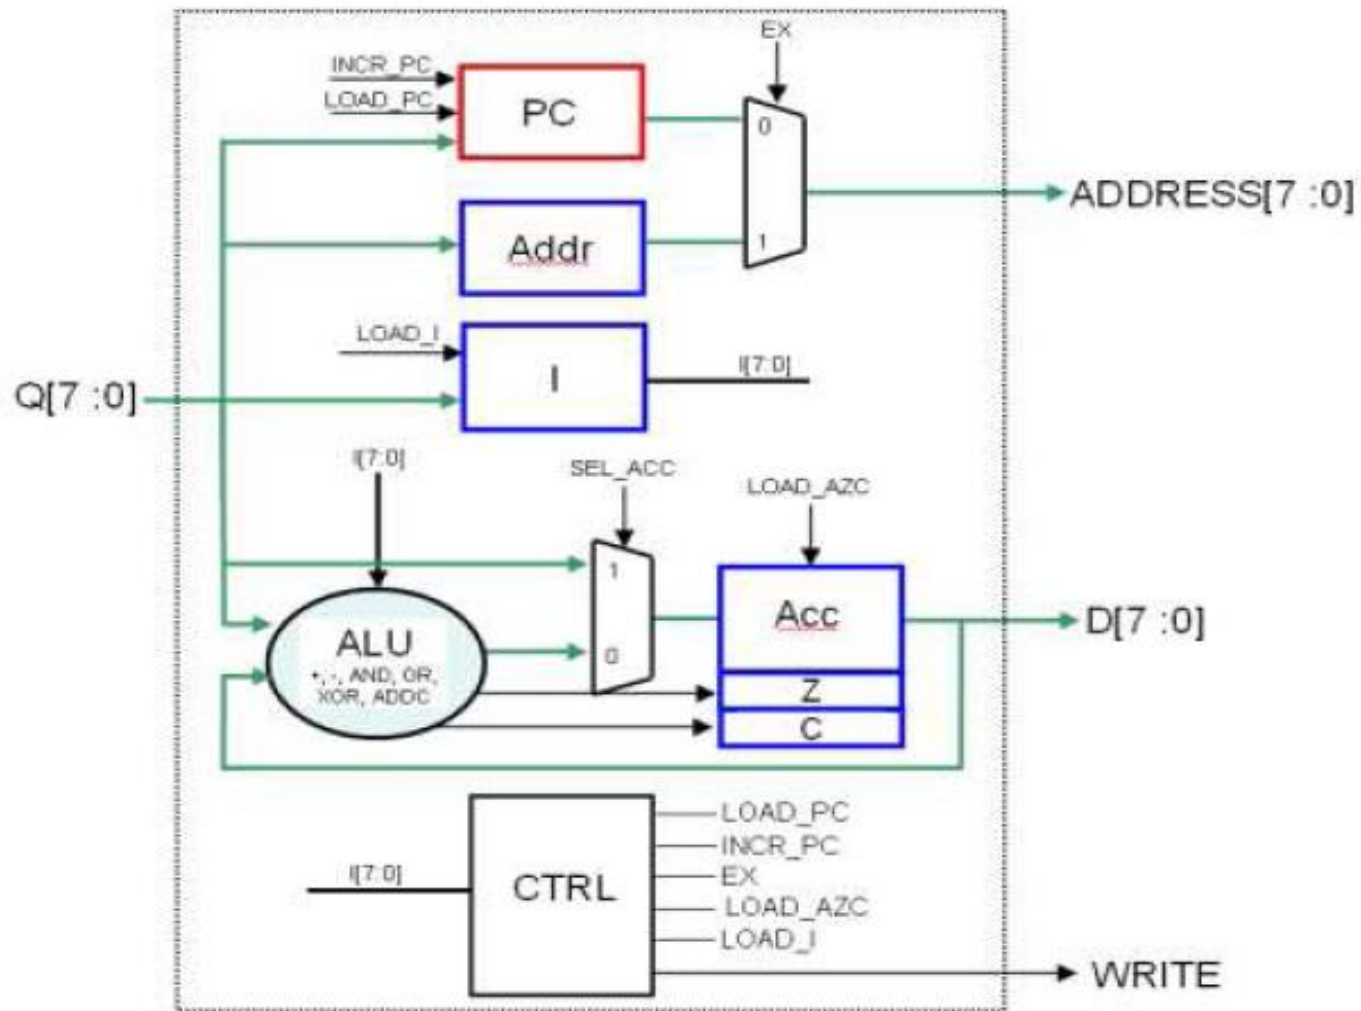 EX
INCR_PC
LOAD_PC
PC
0
ADDRESS[7 :0]
Addr
1
LOAD_I
I
I[7:0]
Q[7 :0]
I[7:0]
SEL_ACC
LOAD_AZC
1
Acc
D[7 :0]
ALU
+,-, AND, OR,
XOR, ADDC
0
Z
C
LOAD_PC
INCR_PC
EX
I[7:0]
CTRL
LOAD_AZC
LOAD_I
WRITE